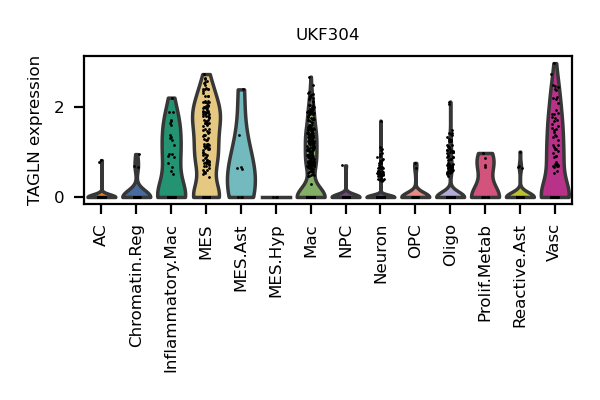 UKF304
TAGLN expression
2
0
AC
Chromatin.Reg
Inflammatory.Mac
MES
MES.Ast
MES.Hyp
Mac
NPC
Neuron
OPC
Oligo
Prolif.Metab
Reactive.Ast
Vasc